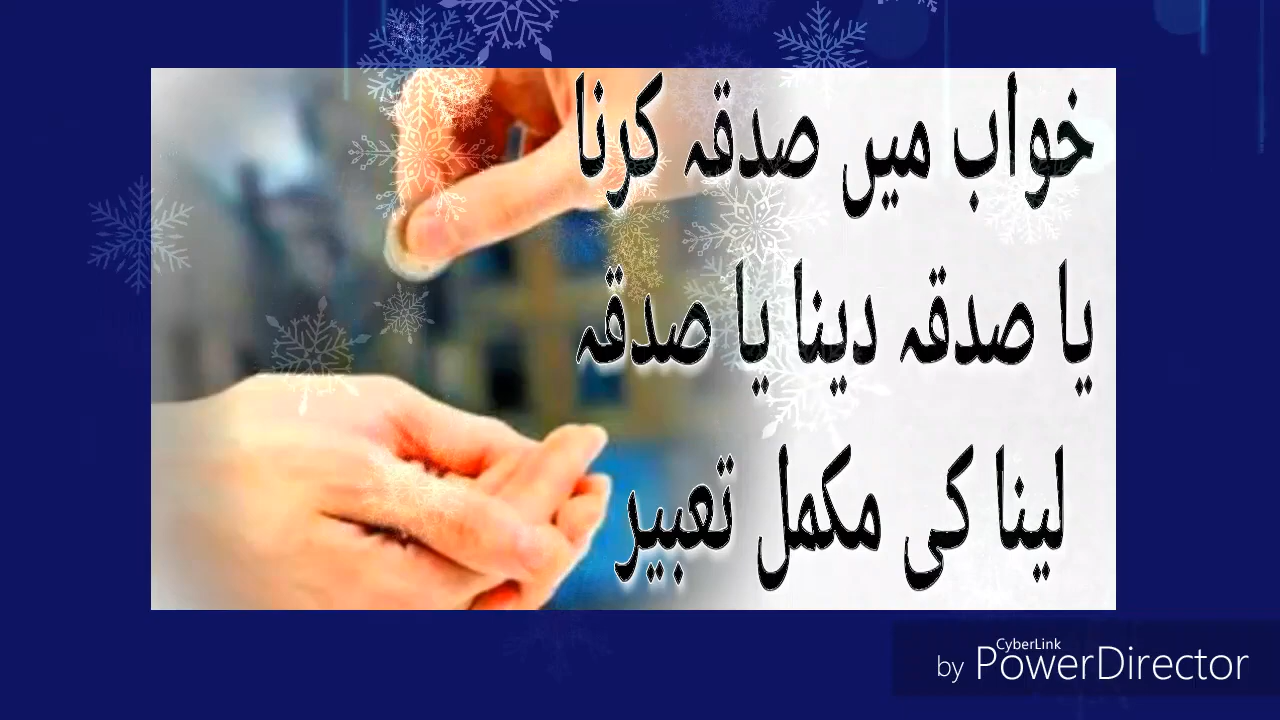 خواب میں صدقہ کرنا
یا صدقہ دینا یا صدقہ
لینا کی مکمل تعبیر
CyberLink
by PowerDirector